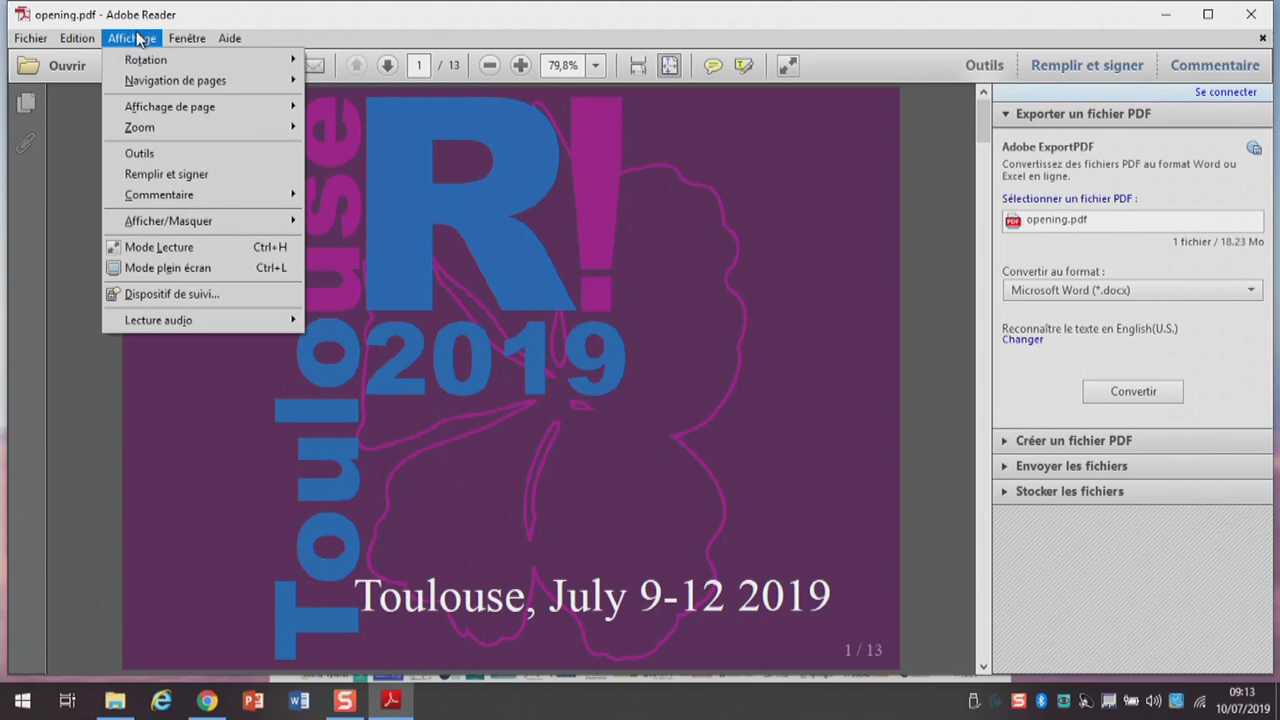 opening.pdf - Adobe Reader
Fichier Edition Affichage Fenêtre Aide
Ouvrir 1 / 13 79,8% Outils Remplir et signer Commentaire
Rotation
Navigation de pages
Affichage de page
Zoom
Outils
Remplir et signer
Commentaire
Afficher/Masquer
Mode Lecture Ctrl+H
Mode plein écran Ctrl+L
Dispositif de suivi...
Lecture audio
Toulouse
R!
2019
Toulouse, July 9-12 2019
1 / 13
Se connecter
Exporter un fichier PDF
Adobe ExportPDF
Convertissez des fichiers PDF au format Word ou
Excel en ligne.
Sélectionner un fichier PDF :
opening.pdf
1 fichier / 18.23 Mo
Convertir au format :
Microsoft Word (*.docx)
Reconnaître le texte en English(U.S.)
Changer
Convertir
Créer un fichier PDF
Envoyer les fichiers
Stocker les fichiers
09:13
10/07/2019